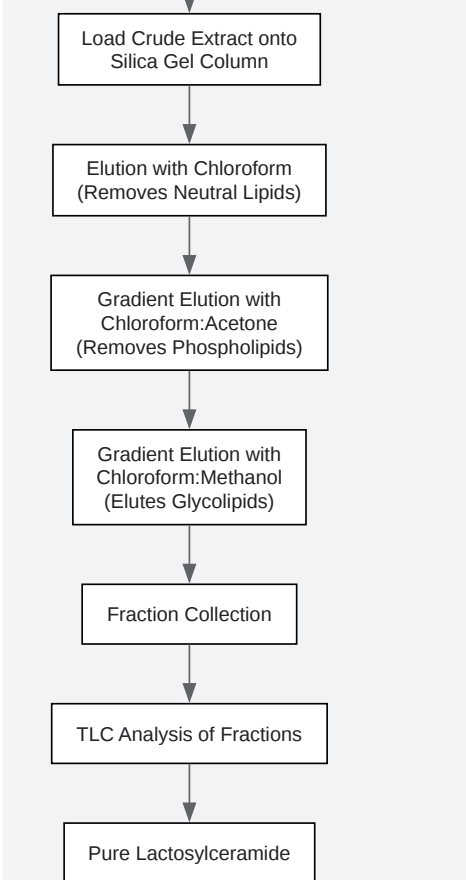 Load Crude Extract onto
Silica Gel Column
Elution with Chloroform
(Removes Neutral Lipids)
Gradient Elution with
Chloroform:Acetone
(Removes Phospholipids)
Gradient Elution with
Chloroform:Methanol
(Elutes Glycolipids)
Fraction Collection
TLC Analysis of Fractions
Pure Lactosylceramide